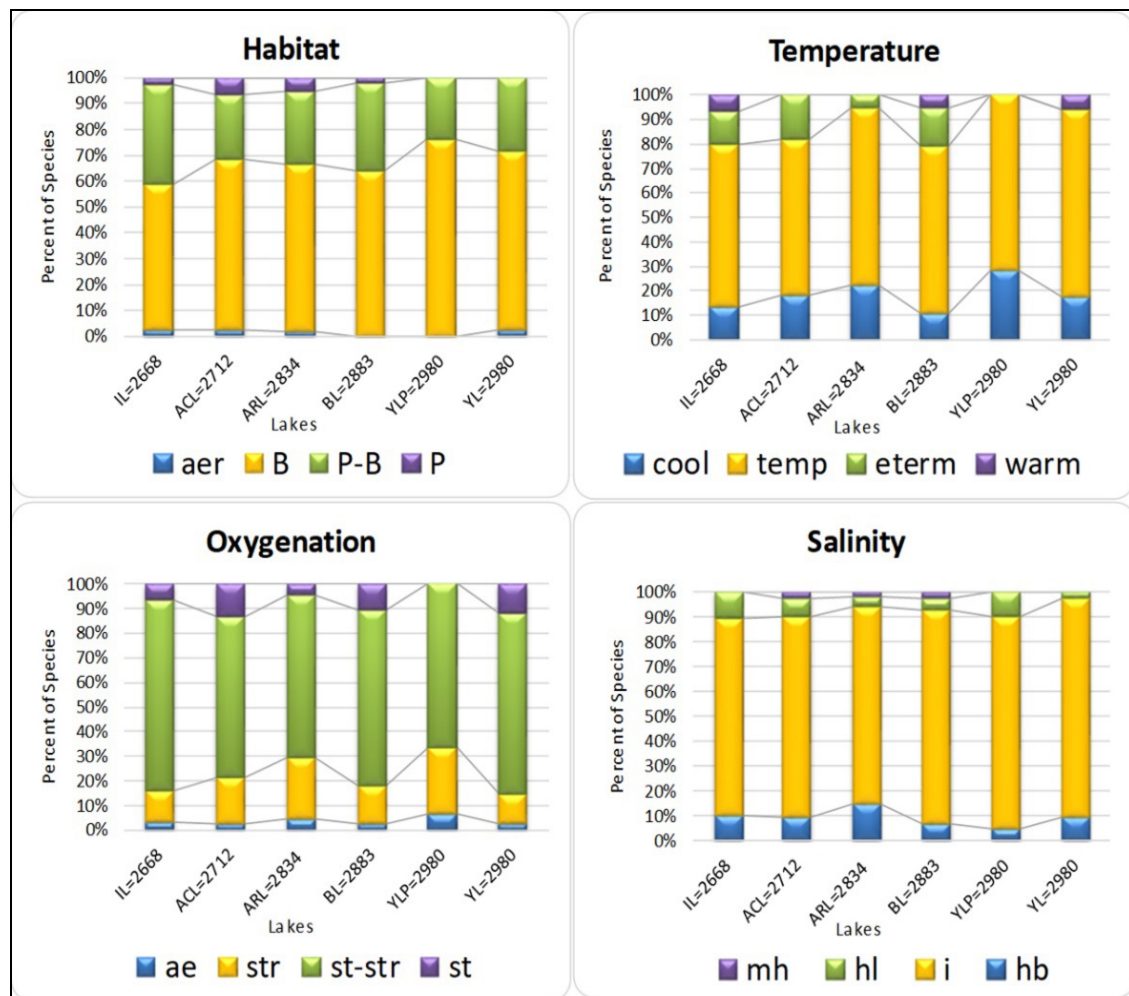 Habitat
Percent of Species
100%
90%
80%
70%
60%
50%
40%
30%
20%
10%
0%
IL=2668
ACL=2712
ARL=2834
BL=2883
YLP=2980
YL=2980
Lakes
aer B P-B P
Temperature
Percent of Species
100%
90%
80%
70%
60%
50%
40%
30%
20%
10%
0%
IL=2668
ACL=2712
ARL=2834
BL=2883
YLP=2980
YL=2980
Lakes
cool temp eterm warm
Oxygenation
Percent of Species
100%
90%
80%
70%
60%
50%
40%
30%
20%
10%
0%
IL=2668
ACL=2712
ARL=2834
BL=2883
YLP=2980
YL=2980
Lakes
ae str st-str st
Salinity
Percent of Species
100%
90%
80%
70%
60%
50%
40%
30%
20%
10%
0%
IL=2668
ACL=2712
ARL=2834
BL=2883
YLP=2980
YL=2980
Lakes
mh hl i hb